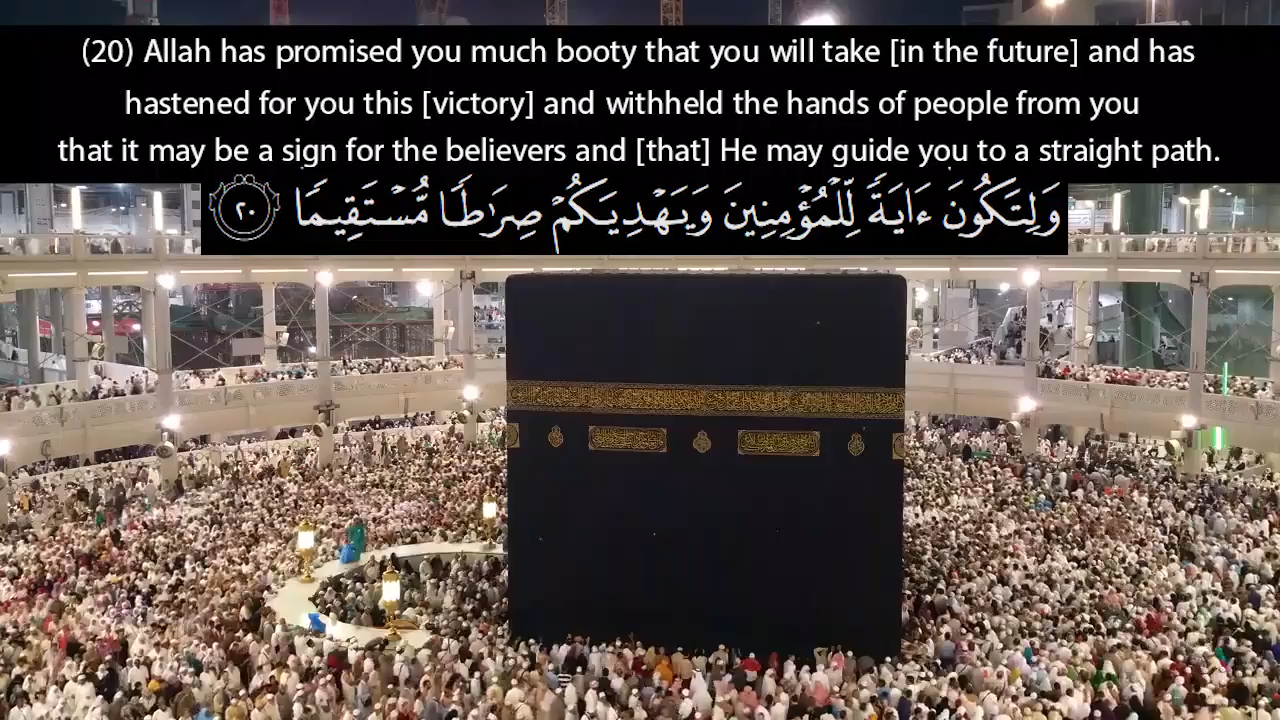 (20) Allah has promised you much booty that you will take [in the future] and has
hastened for you this [victory] and withheld the hands of people from you
that it may be a sign for the believers and [that] He may guide you to a straight path.
وَلِتَكُونَ ءَايَةً لِّلْمُؤْمِنِينَ وَيَهْدِيَكُمْ صِرَٰطًا مُّسْتَقِيمًا ٢٠